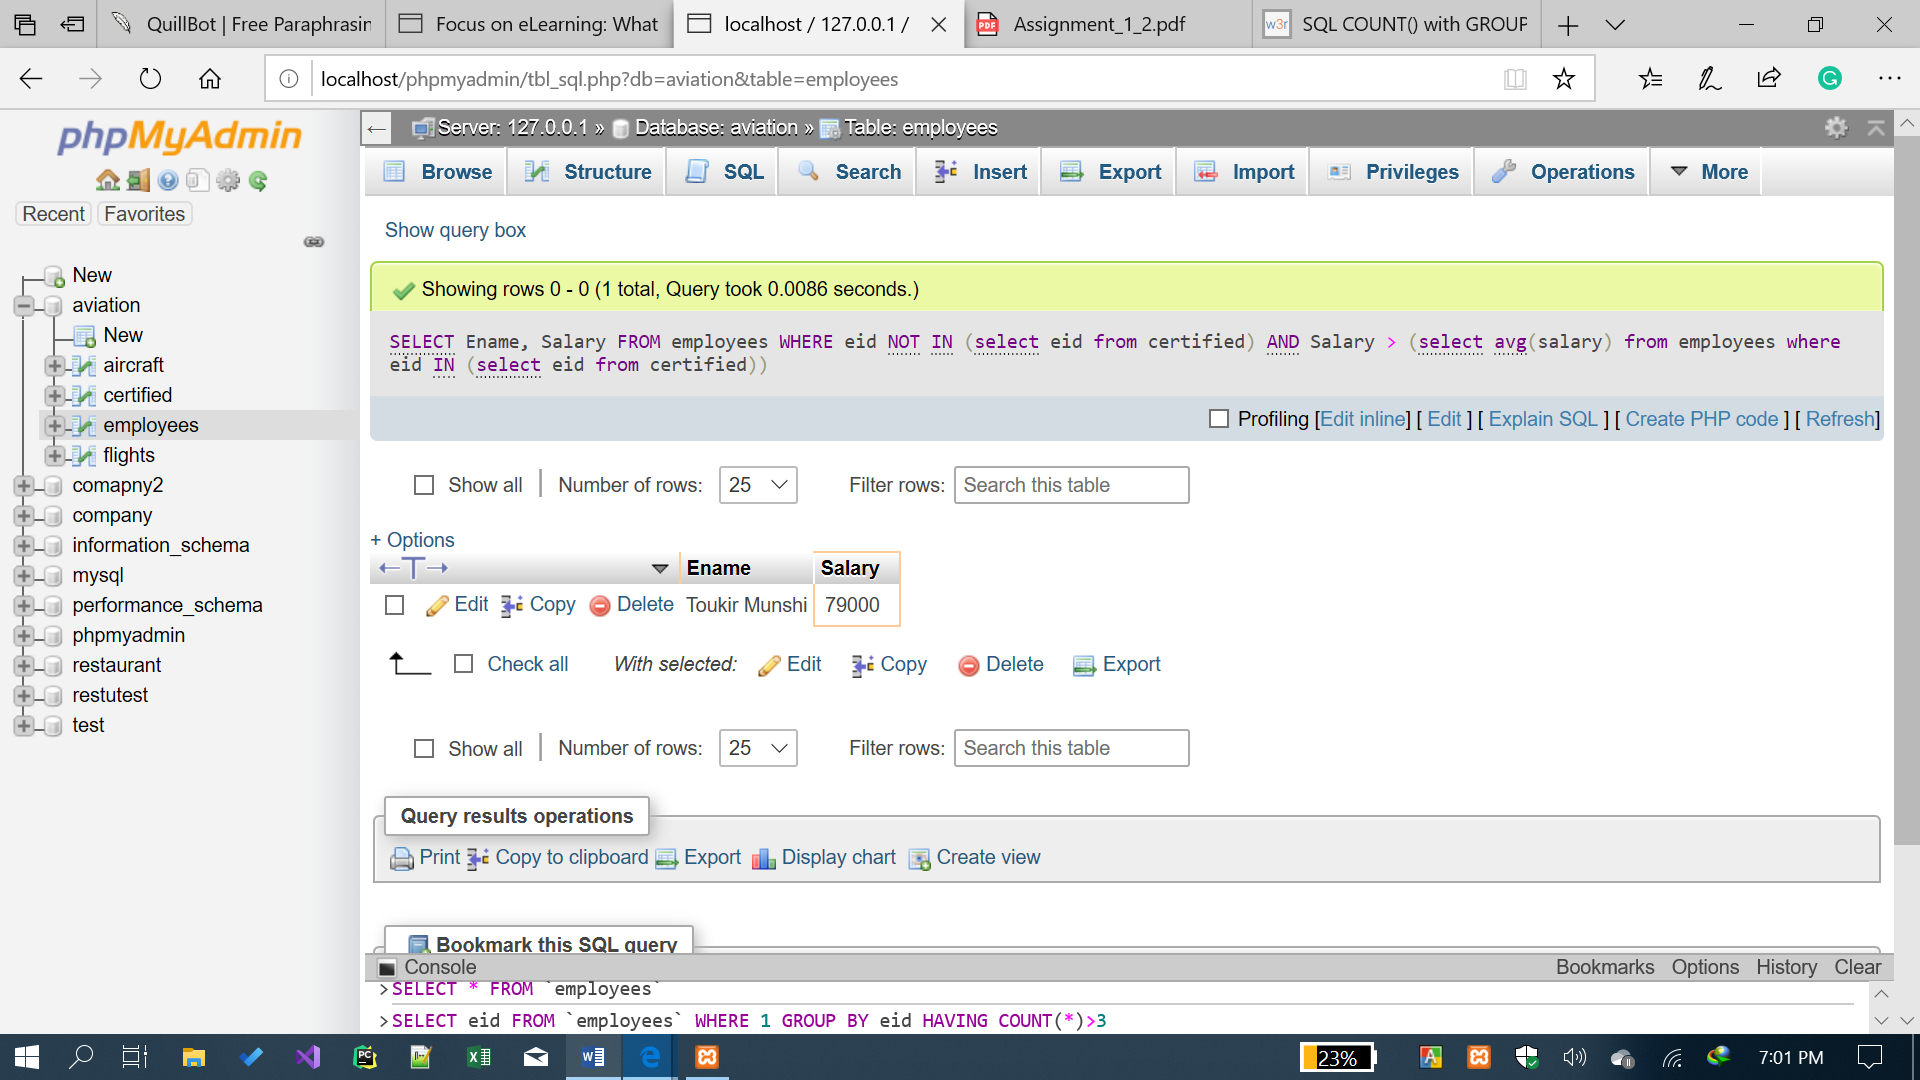 QuillBot | Free Paraphrasin
Focus on eLearning: What
localhost / 127.0.0.1 /
PDF
Assignment_1_2.pdf
w3r
SQL COUNT() with GROUP
localhost/phpmyadmin/tbl_sql.php?db=aviation&table=employees
phpMyAdmin
Recent
Favorites
New
aviation
New
aircraft
certified
employees
flights
comapny2
company
information_schema
mysql
performance_schema
phpmyadmin
restaurant
restutest
test
Server: 127.0.0.1 » Database: aviation » Table: employees
Browse
Structure
SQL
Search
Insert
Export
Import
Privileges
Operations
More
Show query box
Showing rows 0 - 0 (1 total, Query took 0.0086 seconds.)
SELECT Ename, Salary FROM employees WHERE eid NOT IN (select eid from certified) AND Salary > (select avg(salary) from employees where
eid IN (select eid from certified))
Profiling [Edit inline] [ Edit ] [ Explain SQL ] [ Create PHP code ] [ Refresh]
Show all
Number of rows: 25
Filter rows: Search this table
+ Options
Ename
Salary
Edit
Copy
Delete
Toukir Munshi
79000
Check all
With selected:
Edit
Copy
Delete
Export
Show all
Number of rows: 25
Filter rows: Search this table
Query results operations
Print
Copy to clipboard
Export
Display chart
Create view
Bookmark this SQL query
Console
Bookmarks
Options
History
Clear
>SELECT * FROM `employees`
>SELECT eid FROM `employees` WHERE 1 GROUP BY eid HAVING COUNT(*)>3
23%
7:01 PM